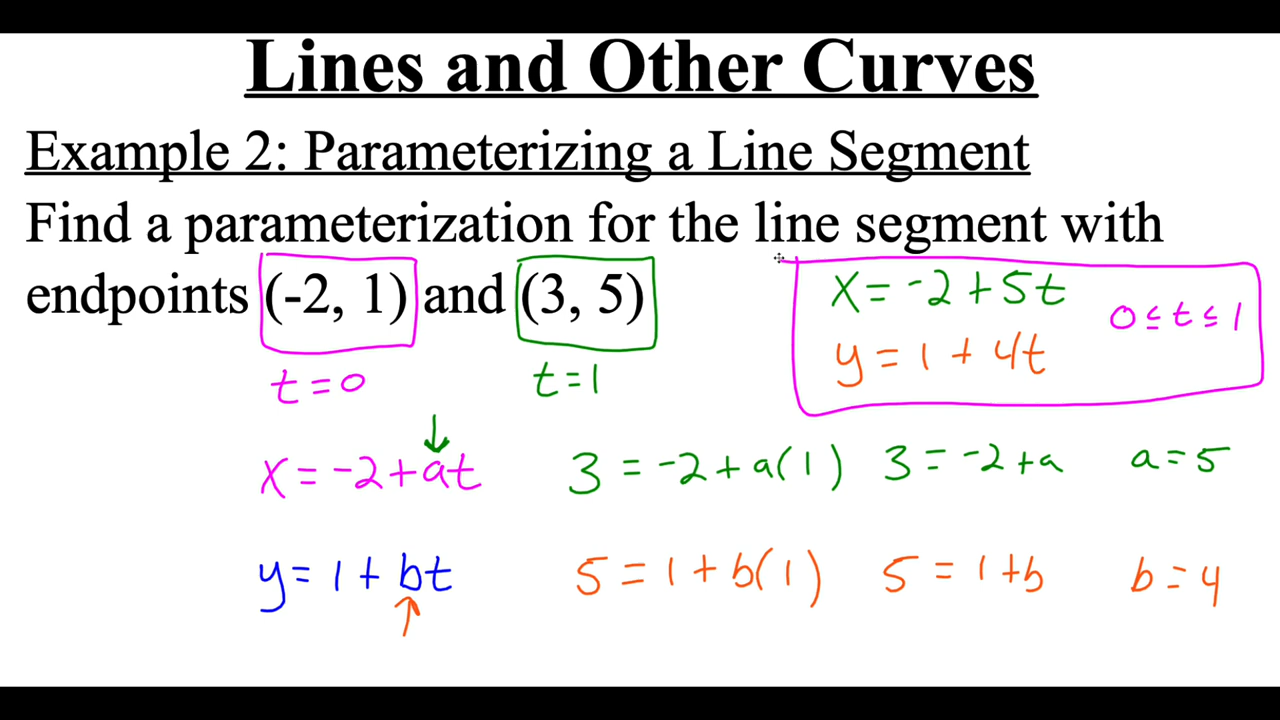 Lines and Other Curves
Example 2: Parameterizing a Line Segment
Find a parameterization for the line segment with
endpoints (-2, 1) and (3, 5)
x = -2 + 5t
y = 1 + 4t
0 ≤ t ≤ 1
t = 0
t = 1
x = -2 + at
3 = -2 + a(1)
3 = -2 + a
a = 5
y = 1 + bt
5 = 1 + b(1)
5 = 1 + b
b = 4